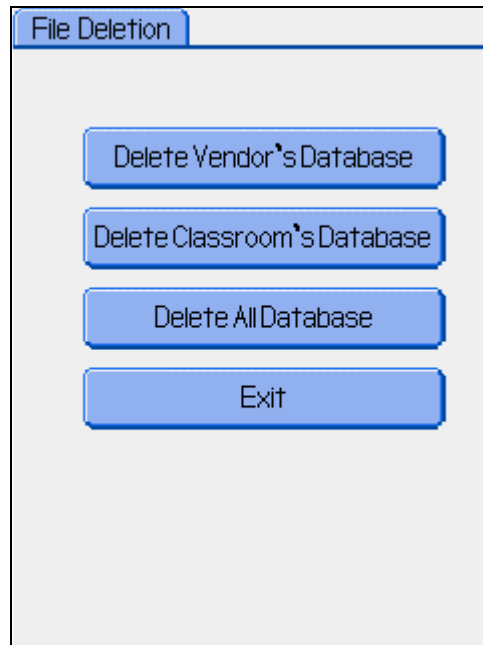 File Deletion
Delete Vendor's Database
Delete Classroom's Database
Delete All Database
Exit